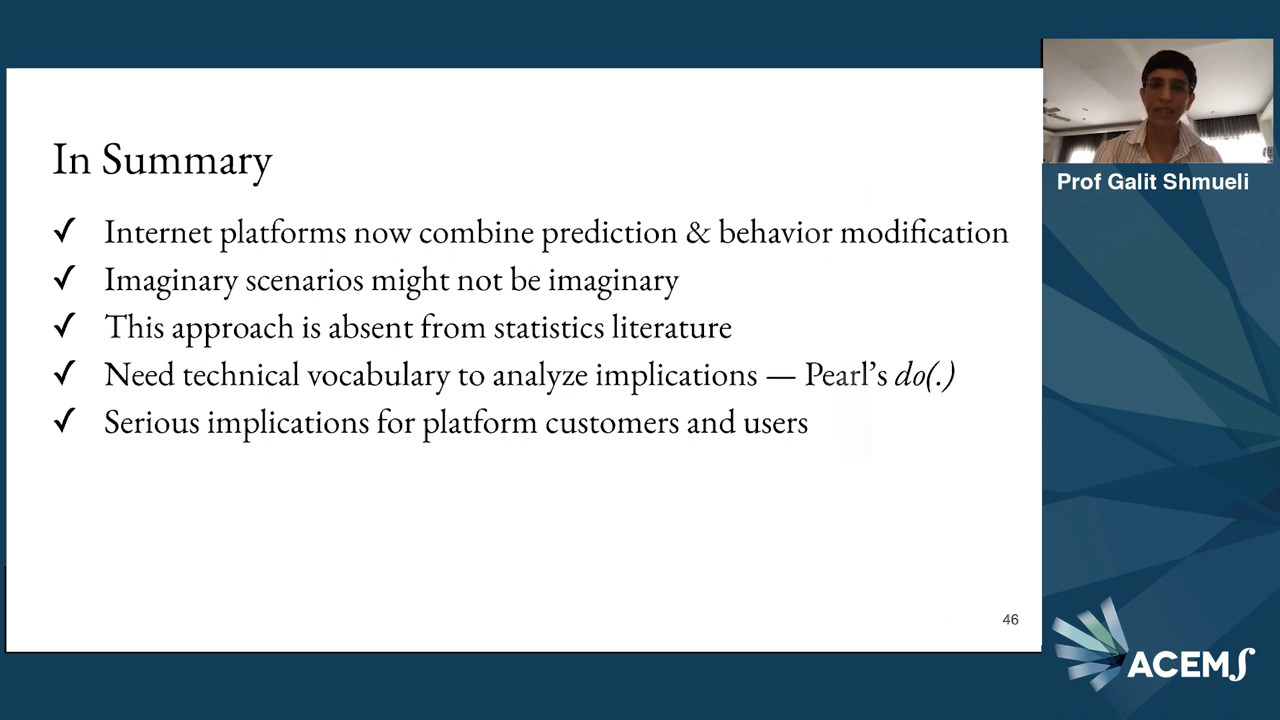 In Summary
✓ Internet platforms now combine prediction & behavior modification
✓ Imaginary scenarios might not be imaginary
✓ This approach is absent from statistics literature
✓ Need technical vocabulary to analyze implications — Pearl’s do(.)
✓ Serious implications for platform customers and users
46
Prof Galit Shmueli
ACEMS